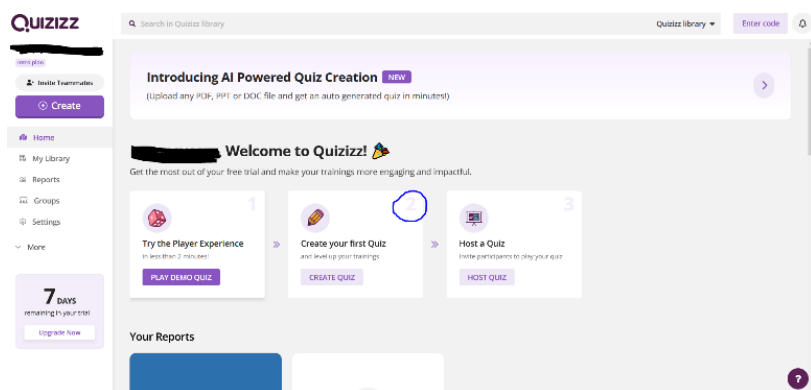 QUIZIZZ
Search in Quizizz library
Quizizz library
Enter code
Invite Teammates
Create
Home
My Library
Reports
Groups
Settings
More
7 DAYS
remaining in your trial
Upgrade Now
Introducing AI Powered Quiz Creation NEW
(Upload any PDF, PPT or DOC file and get an auto generated quiz in minutes!)
Welcome to Quizizz!
Get the most out of your free trial and make your trainings more engaging and impactful.
1
Try the Player Experience
in less than 2 minutes!
PLAY DEMO QUIZ
2
Create your first Quiz
and level up your trainings
CREATE QUIZ
3
Host a Quiz
Invite participants to play your quiz
HOST QUIZ
Your Reports
?